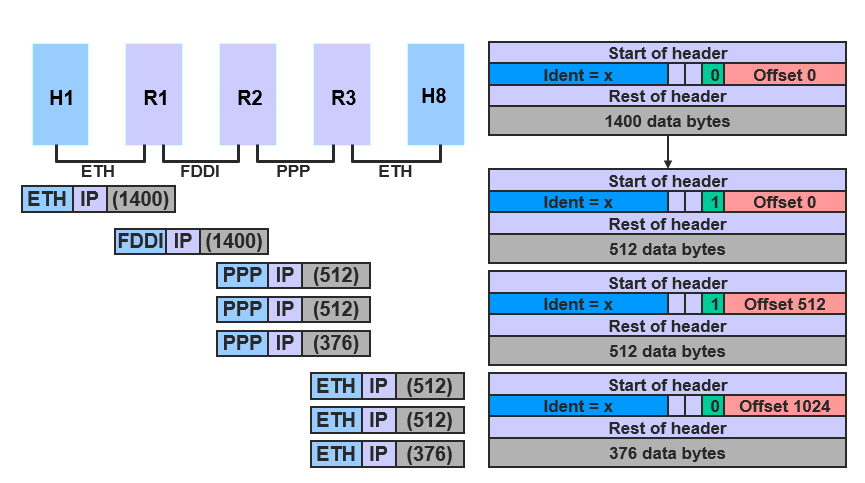 H1 R1 R2 R3 H8
ETH FDDI PPP ETH
ETH IP (1400)
FDDI IP (1400)
PPP IP (512)
PPP IP (512)
PPP IP (376)
ETH IP (512)
ETH IP (512)
ETH IP (376)
Start of header
Ident = x 0 Offset 0
Rest of header
1400 data bytes
Start of header
Ident = x 1 Offset 0
Rest of header
512 data bytes
Start of header
Ident = x 1 Offset 512
Rest of header
512 data bytes
Start of header
Ident = x 0 Offset 1024
Rest of header
376 data bytes